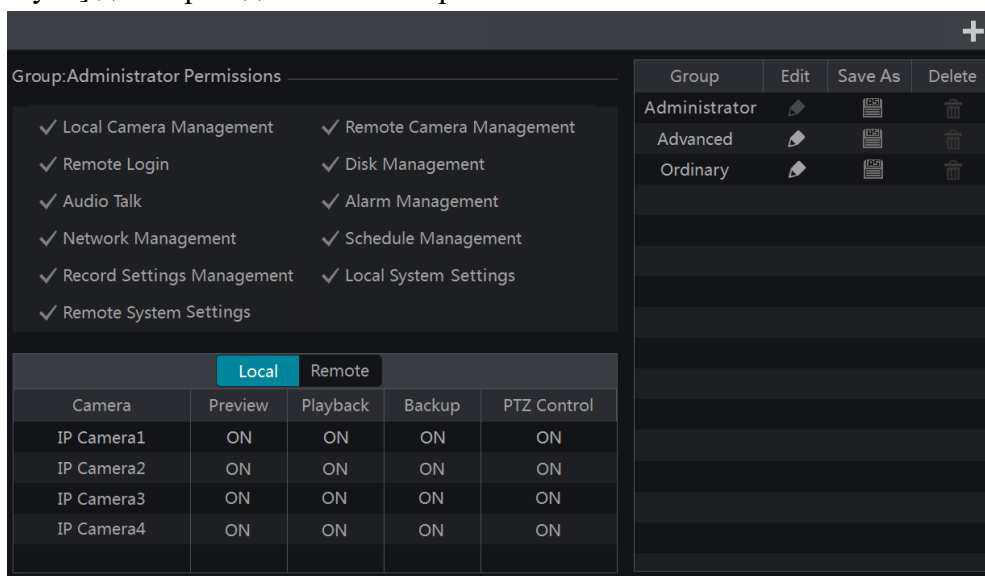 Group:Administrator Permissions
Local Camera Management Remote Camera Management
Remote Login Disk Management
Audio Talk Alarm Management
Network Management Schedule Management
Record Settings Management Local System Settings
Remote System Settings
Local Remote
Camera Preview Playback Backup PTZ Control
IP Camera1 ON ON ON ON
IP Camera2 ON ON ON ON
IP Camera3 ON ON ON ON
IP Camera4 ON ON ON ON
Group Edit Save As Delete
Administrator
Advanced
Ordinary